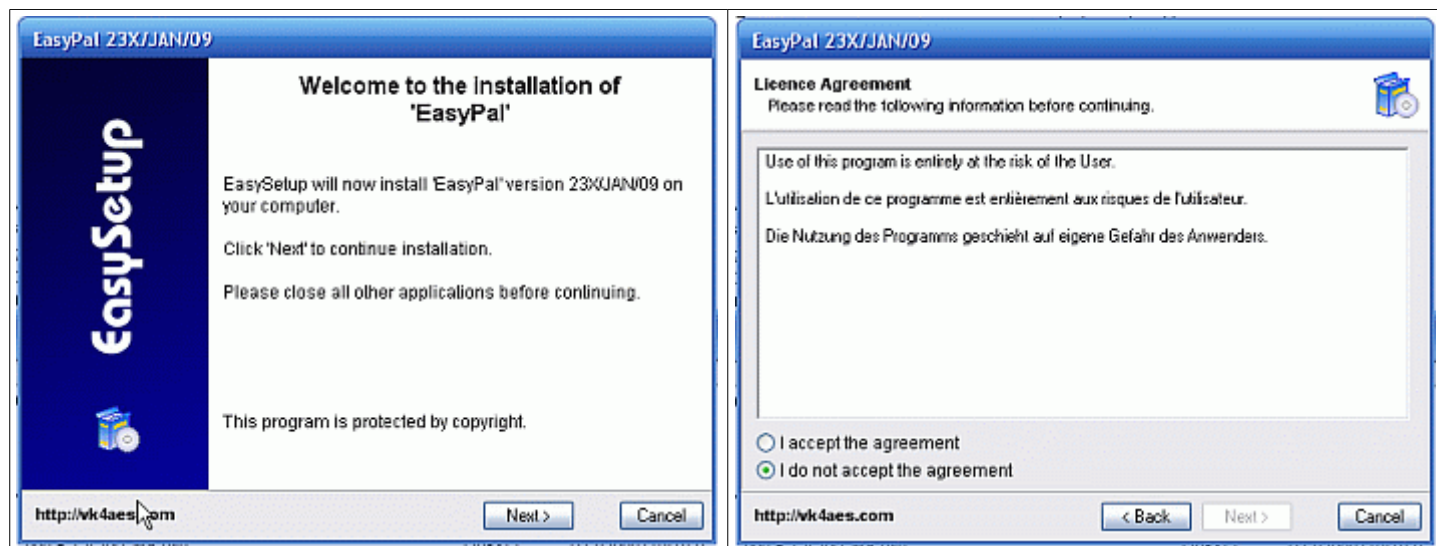 EasyPal 23X/JAN/09
Welcome to the installation of
'EasyPal'
EasySetup
EasySetup will now install 'EasyPal' version 23X/JAN/09 on
your computer.
Click 'Next' to continue installation.
Please close all other applications before continuing.
This program is protected by copyright.
http://vk4aes.com
Next >
Cancel
EasyPal 23X/JAN/09
Licence Agreement
Please read the following information before continuing.
Use of this program is entirely at the risk of the User.
L'utilisation de ce programme est entièrement aux risques de l'utilisateur.
Die Nutzung des Programms geschieht auf eigene Gefahr des Anwenders.
I accept the agreement
I do not accept the agreement
http://vk4aes.com
< Back
Next >
Cancel